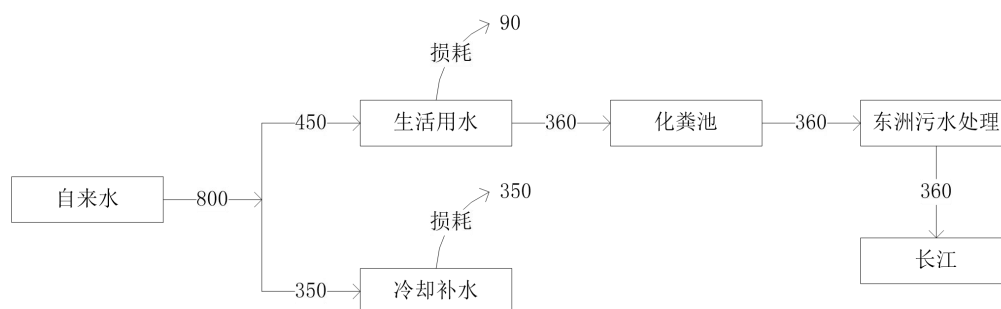 90
损耗
450
生活用水
360
化粪池
360
东洲污水处理
自来水
800
350
损耗
360
350
冷却补水
长江